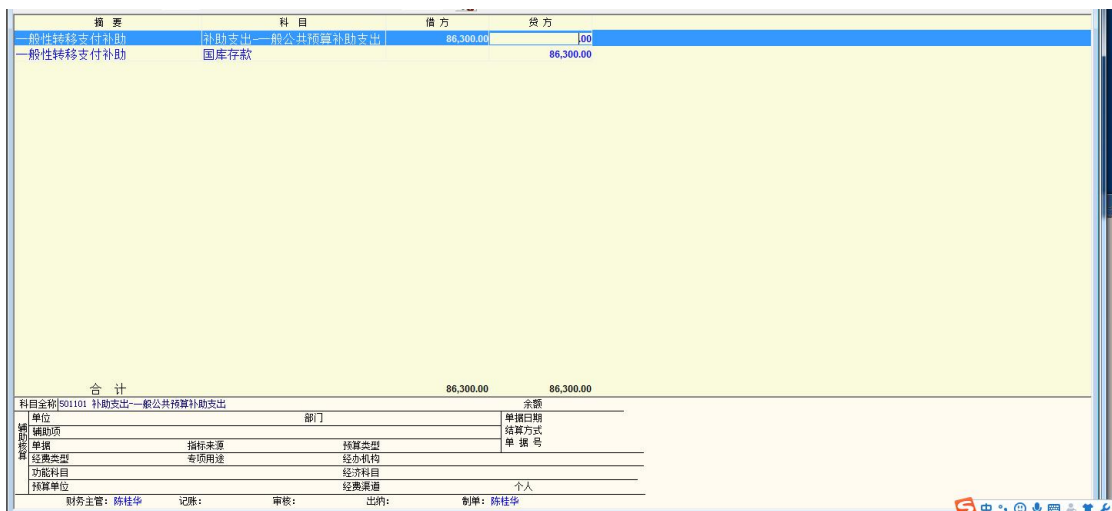 摘 要 科 目 借 方 贷 方
一般性转移支付补助 补助支出-一般公共预算补助支出 86,300.00 .00
一般性转移支付补助 国库存款 86,300.00
合 计 86,300.00 86,300.00
科目全称 501101 补助支出-一般公共预算补助支出 余额
辅助核算
单位 部门 单据日期
辅助项 结算方式
单据 指标来源 预算类型 单 据 号
经费类型 专项用途 经办机构
功能科目 经济科目
预算单位 经费渠道 个人
财务主管: 陈桂华 记账: 审核: 出纳: 制单: 陈桂华
中